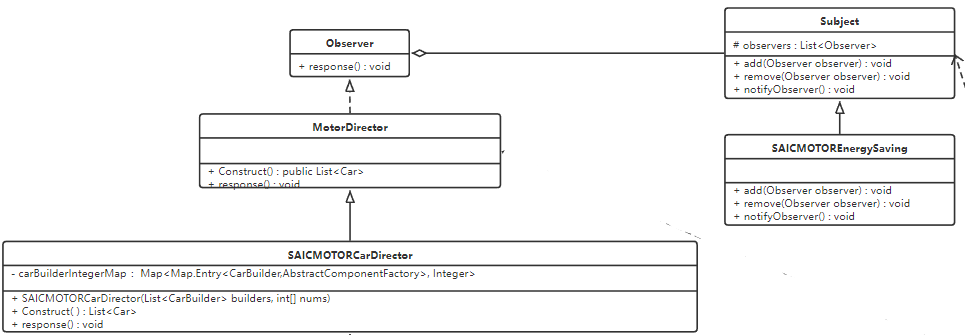 Observer
+ response() : void
Subject
# observers : List<Observer>
+ add(Observer observer) : void
+ remove(Observer observer) : void
+ notifyObserver() : void
MotorDirector
+ Construct() : public List<Car>
+ response() : void
SAICMOTOREnergySaving
+ add(Observer observer) : void
+ remove(Observer observer) : void
+ notifyObserver() : void
SAICMOTORCarDirector
- carBuilderIntegerMap : Map<Map.Entry<CarBuilder,AbstractComponentFactory>, Integer>
+ SAICMOTORCarDirector(List<CarBuilder> builders, int[] nums)
+ Construct( ) : List<Car>
+ response() : void